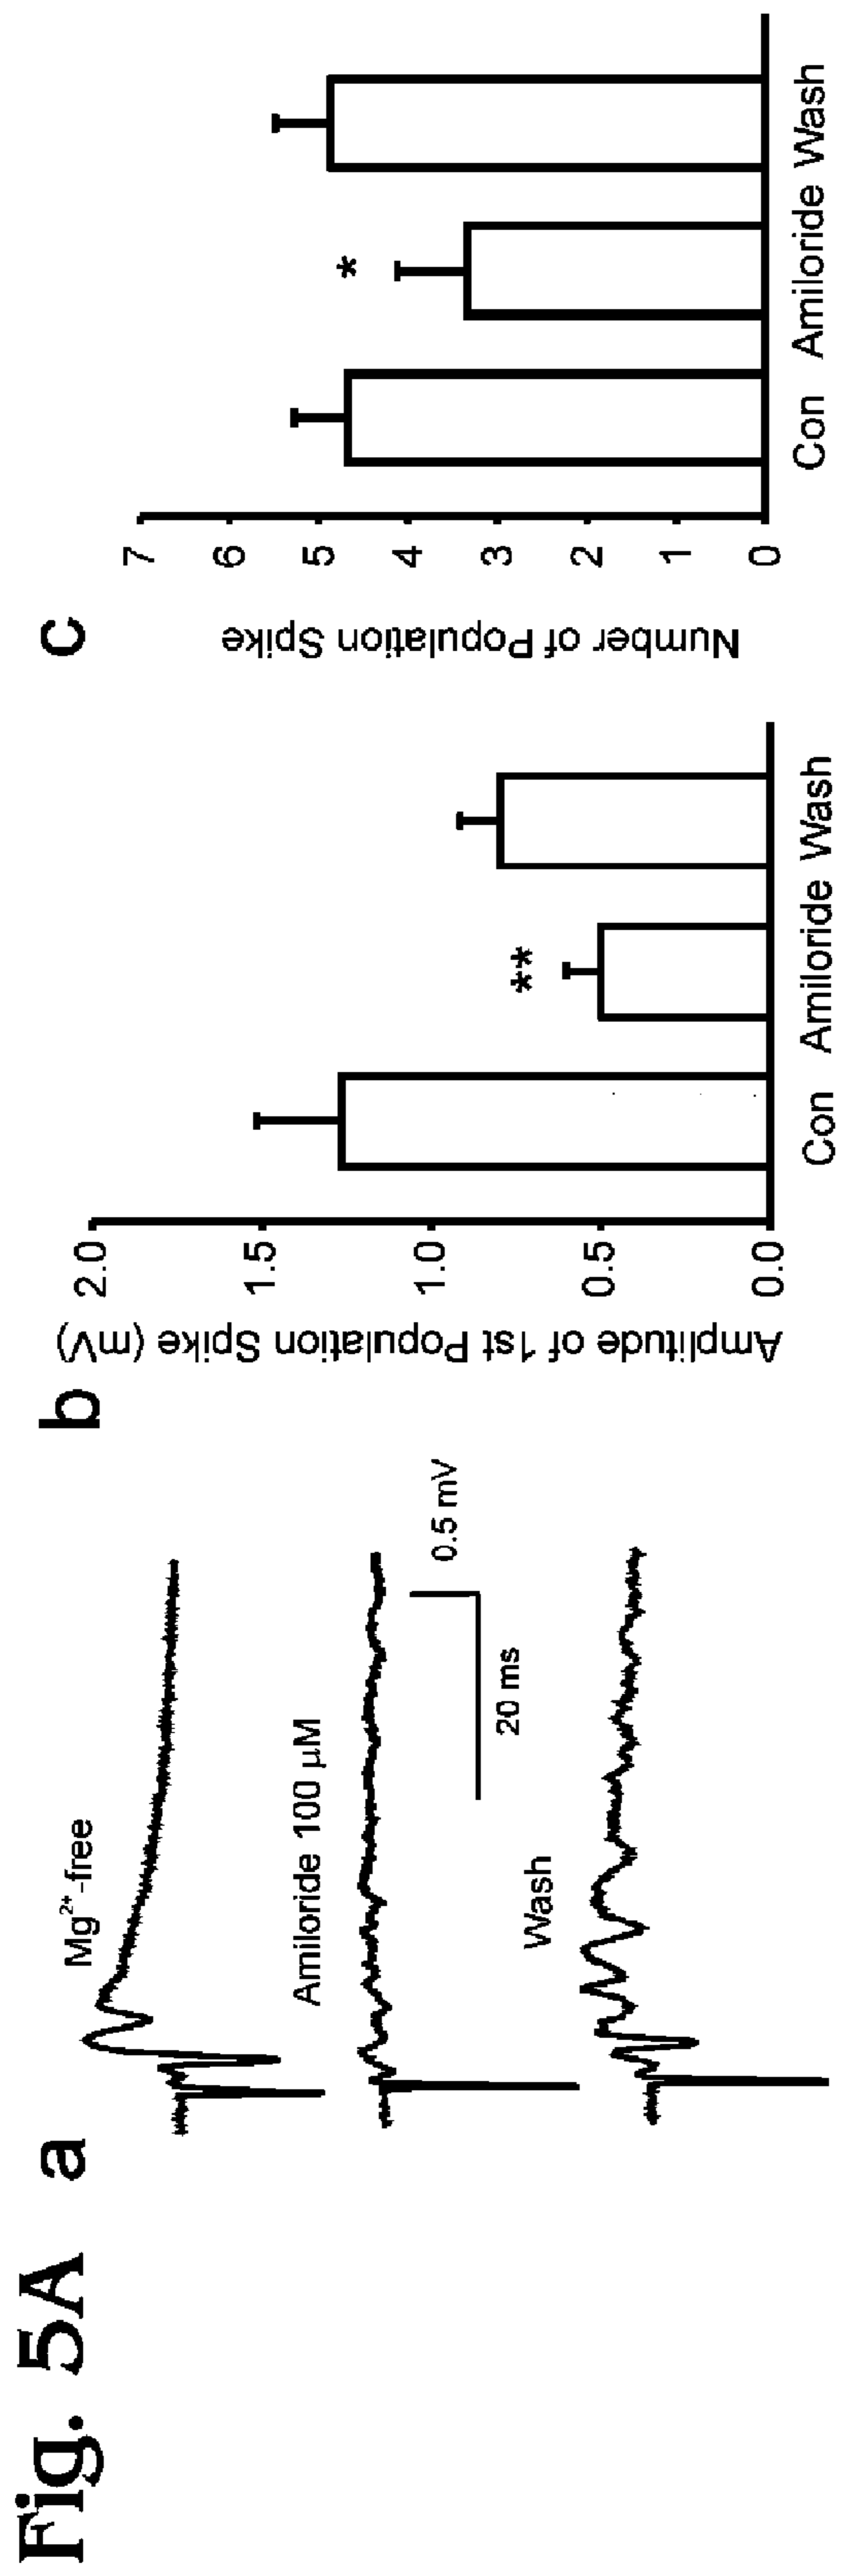 Fig. 5A
a
Mg²⁺-free
Amiloride 100 μM
0.5 mV
20 ms
Wash
b
Amplitude of 1st Population Spike (mV)
2.0
1.5
1.0
0.5
0.0
**
Con Amiloride Wash
c
Number of Population Spike
7
6
5
4
3
2
1
0
*
Con Amiloride Wash